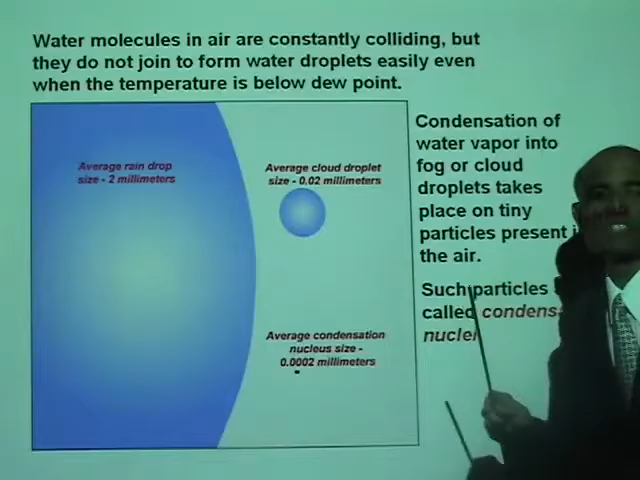 Water molecules in air are constantly colliding, but
they do not join to form water droplets easily even
when the temperature is below dew point.
Average rain drop
size - 2 millimeters
Average cloud droplet
size - 0.02 millimeters
Average condensation
nucleus size -
0.0002 millimeters
Condensation of
water vapor into
fog or cloud
droplets takes
place on tiny
particles present
the air.
Such particles
called
nuclei